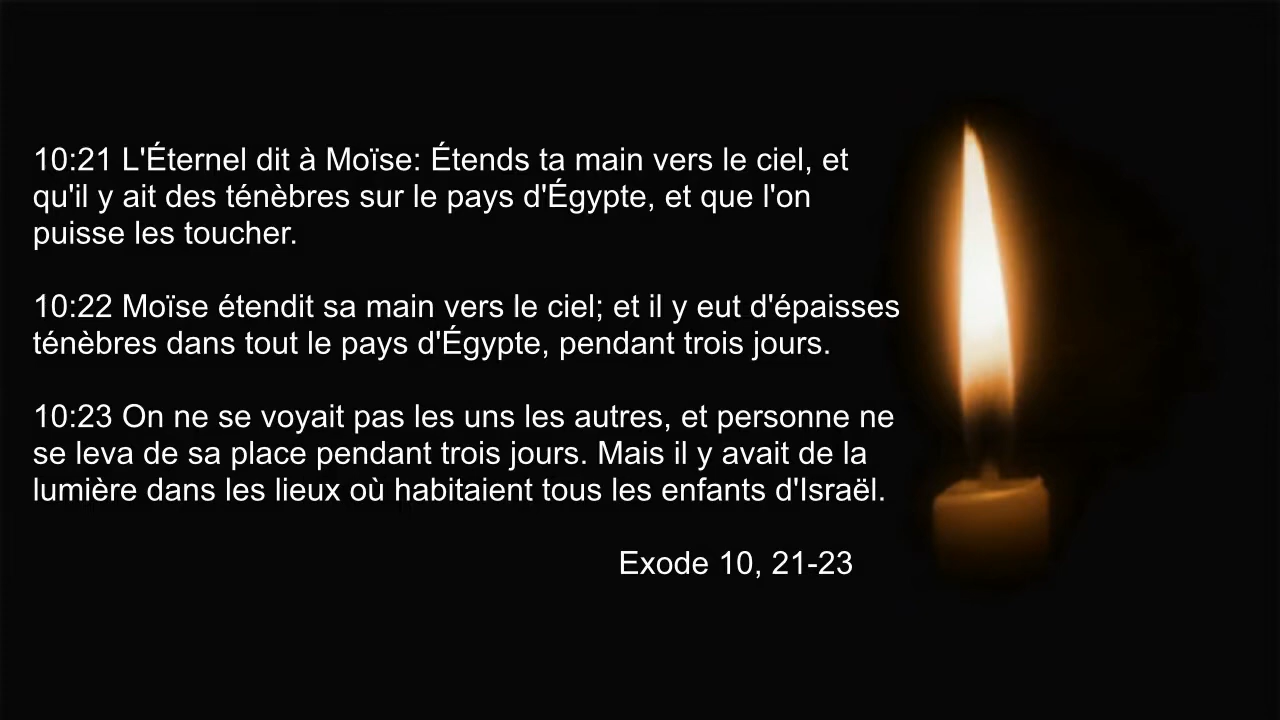 10:21 L'Éternel dit à Moïse: Étends ta main vers le ciel, et
qu'il y ait des ténèbres sur le pays d'Égypte, et que l'on
puisse les toucher.
10:22 Moïse étendit sa main vers le ciel; et il y eut d'épaisses
ténèbres dans tout le pays d'Égypte, pendant trois jours.
10:23 On ne se voyait pas les uns les autres, et personne ne
se leva de sa place pendant trois jours. Mais il y avait de la
lumière dans les lieux où habitaient tous les enfants d'Israël.
Exode 10, 21-23